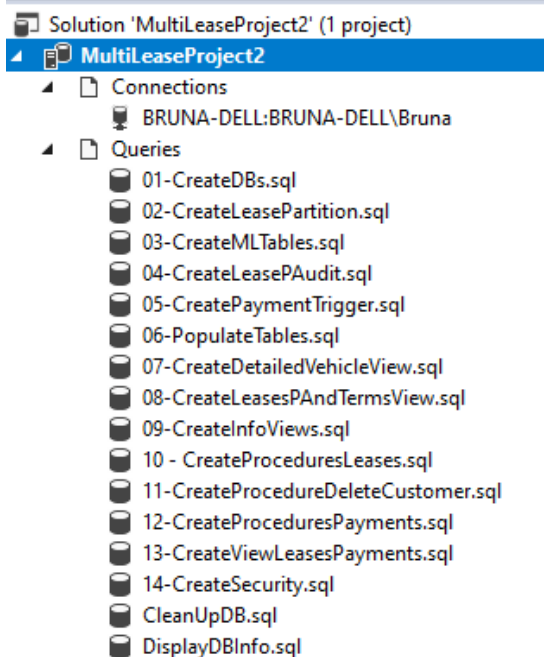 Solution 'MultiLeaseProject2' (1 project)
MultiLeaseProject2
Connections
BRUNA-DELL:BRUNA-DELL\Bruna
Queries
01-CreateDBs.sql
02-CreateLeasePartition.sql
03-CreateMLTables.sql
04-CreateLeasePAudit.sql
05-CreatePaymentTrigger.sql
06-PopulateTables.sql
07-CreateDetailedVehicleView.sql
08-CreateLeasesPAndTermsView.sql
09-CreateInfoViews.sql
10 - CreateProceduresLeases.sql
11-CreateProcedureDeleteCustomer.sql
12-CreateProceduresPayments.sql
13-CreateViewLeasesPayments.sql
14-CreateSecurity.sql
CleanUpDB.sql
DisplayDBInfo.sql